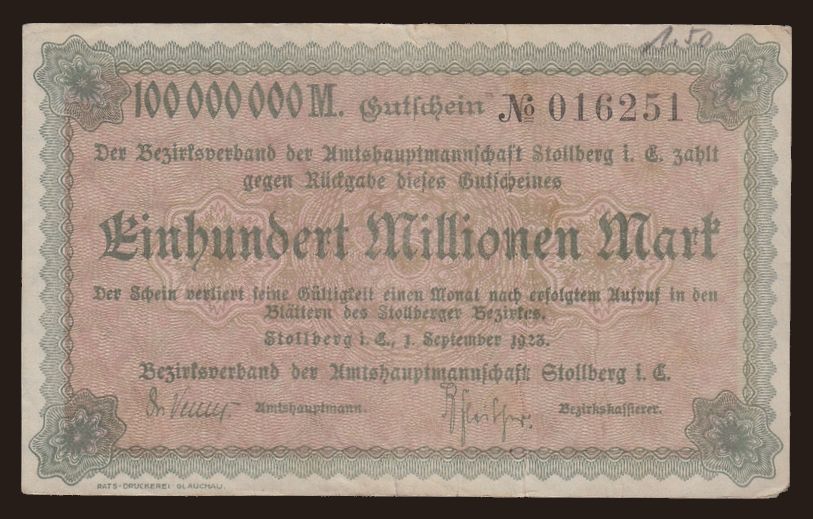 1.50
100 000 000 M. Gutschein № 016251
Der Bezirksverband der Amtshauptmannschaft Stollberg i. E. zahlt
gegen Rückgabe dieses Gutscheines
Einhundert Millionen Mark
Der Schein verliert seine Gültigkeit einen Monat nach erfolgtem Aufruf in den
Blättern des Stollberger Bezirkes.
Stollberg i. E., 1. September 1923.
Bezirksverband der Amtshauptmannschaft Stollberg i. E.
Amtshauptmann. Bezirkskassierer.
RATS-DRUCKEREI GLAUCHAU.